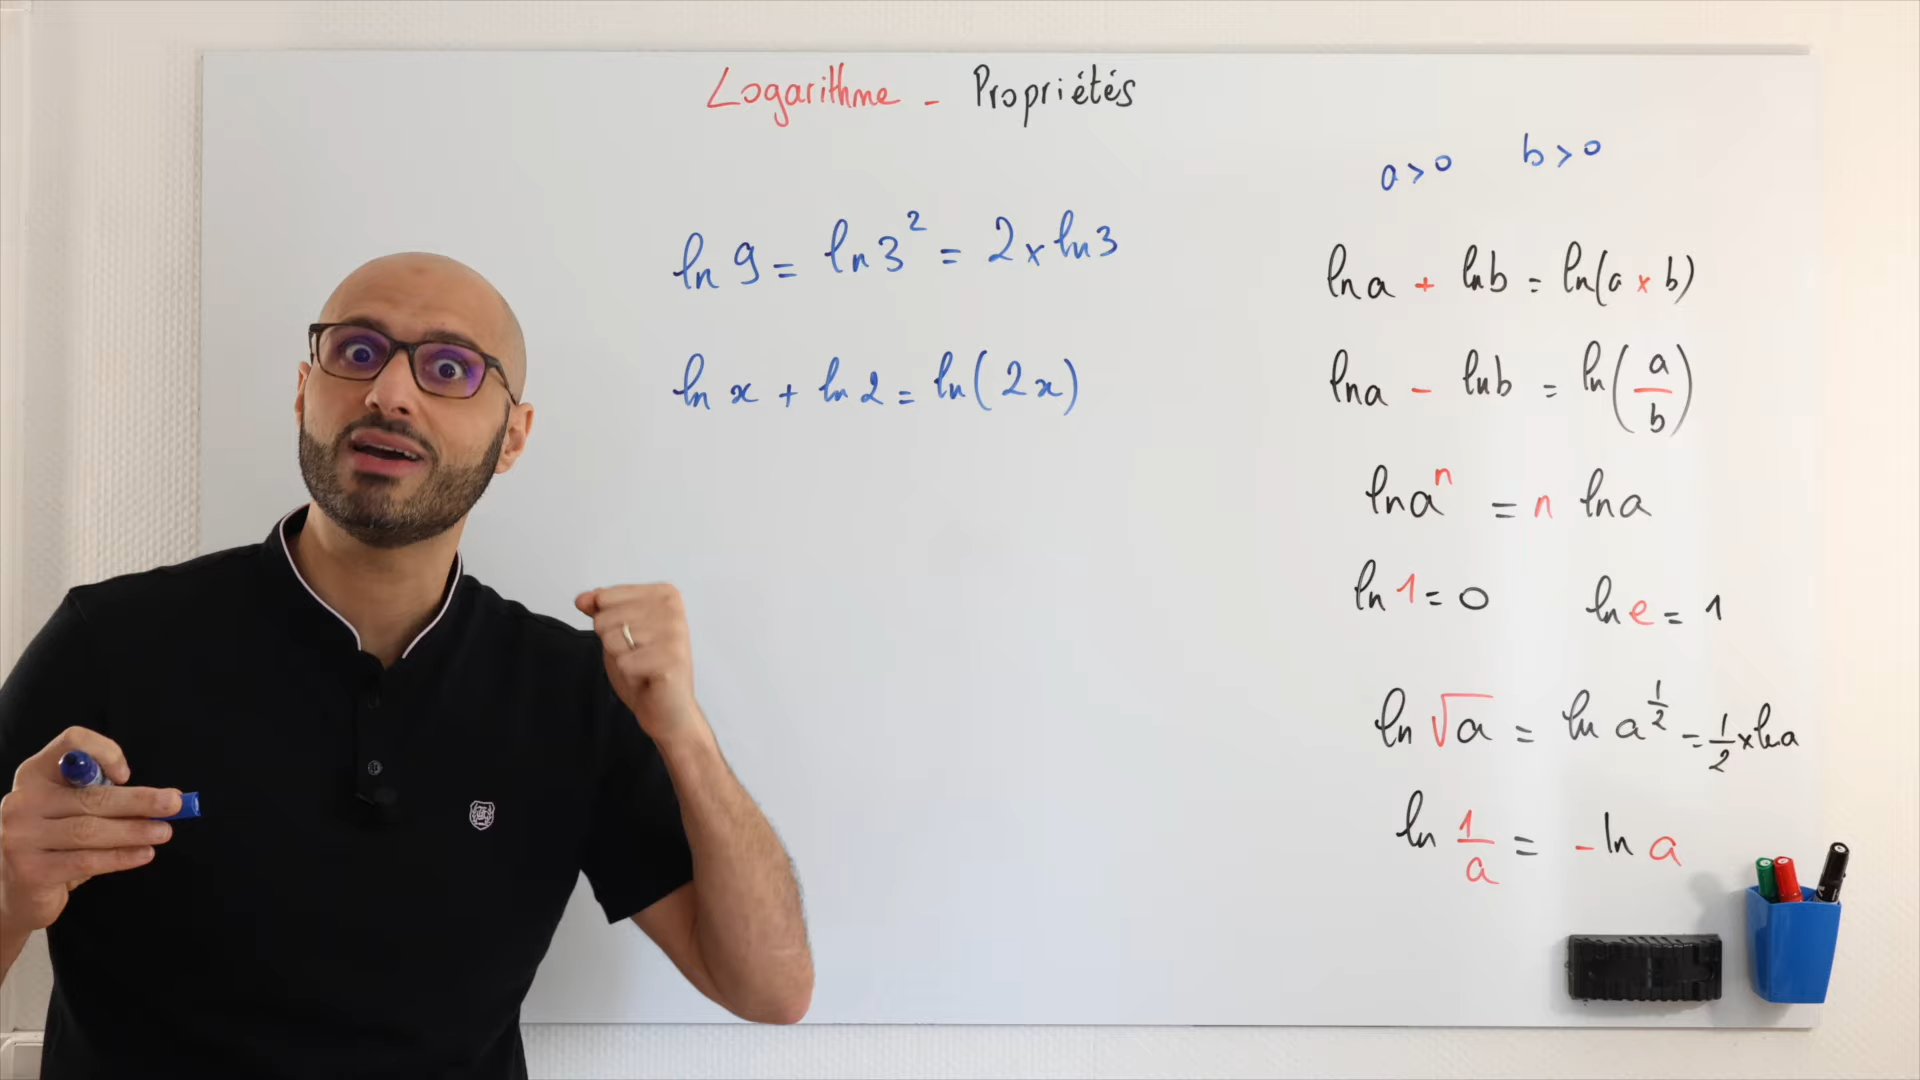 Logarithme - Propriétés
ln 9 = ln 3² = 2 × ln 3
ln x + ln 2 = ln(2x)
a > 0 b > 0
ln a + ln b = ln(a × b)
ln a - ln b = ln(a/b)
ln aⁿ = n ln a
ln 1 = 0 ln e = 1
ln √a = ln a^(1/2) = 1/2 × ln a
ln 1/a = - ln a